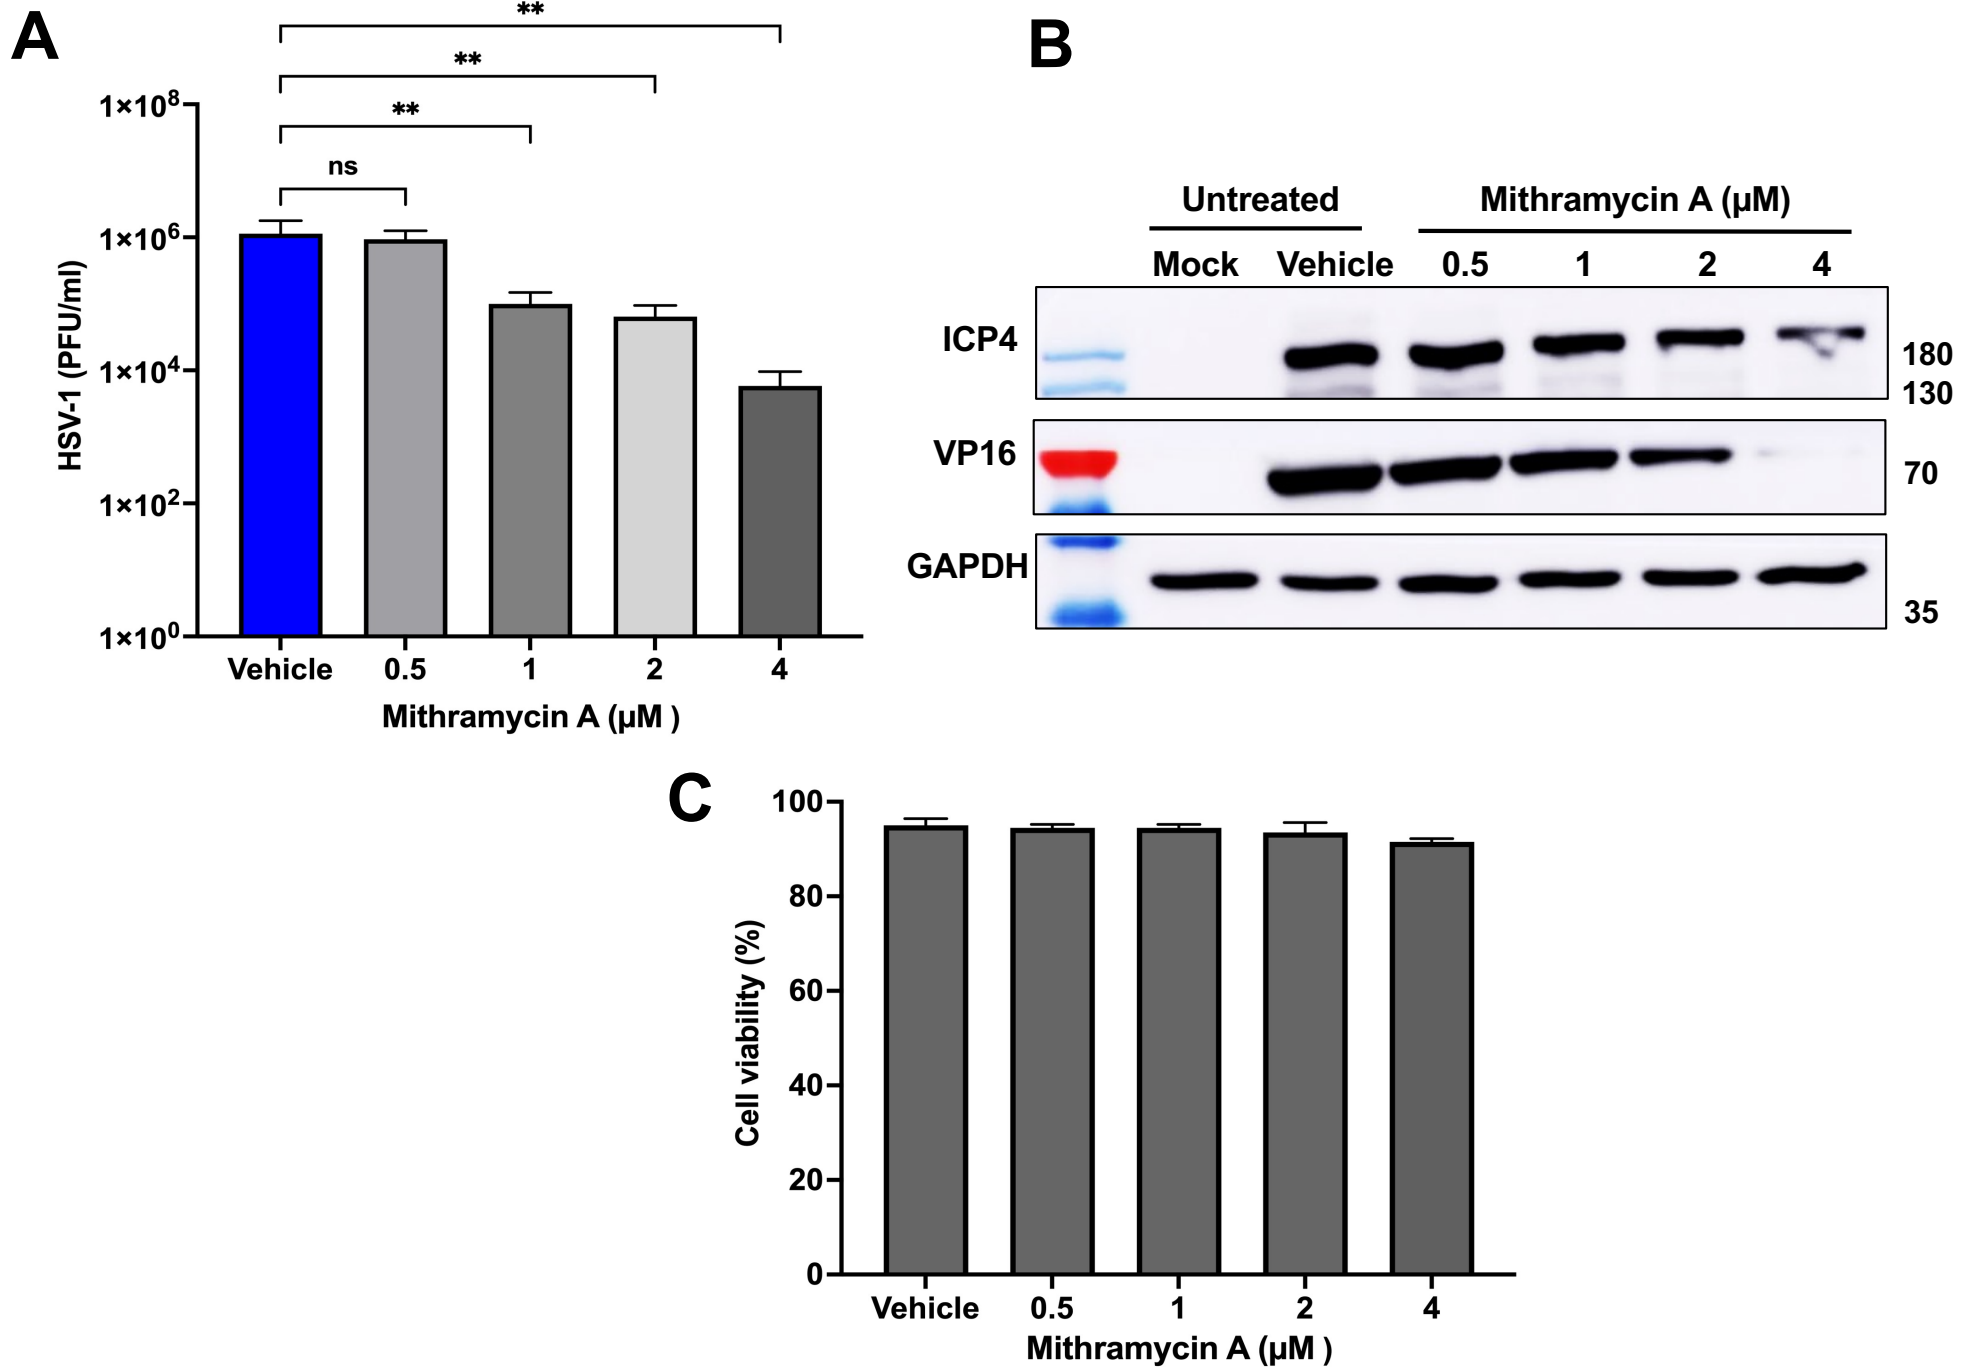 A
**
**
**
ns
1×10⁸
1×10⁶
1×10⁴
1×10²
1×10⁰
HSV-1 (PFU/ml)
Vehicle 0.5 1 2 4
Mithramycin A (µM )
B
Untreated Mithramycin A (µM)
Mock Vehicle 0.5 1 2 4
ICP4
180
130
VP16
70
GAPDH
35
C
100
80
60
40
20
0
Cell viability (%)
Vehicle 0.5 1 2 4
Mithramycin A (µM )